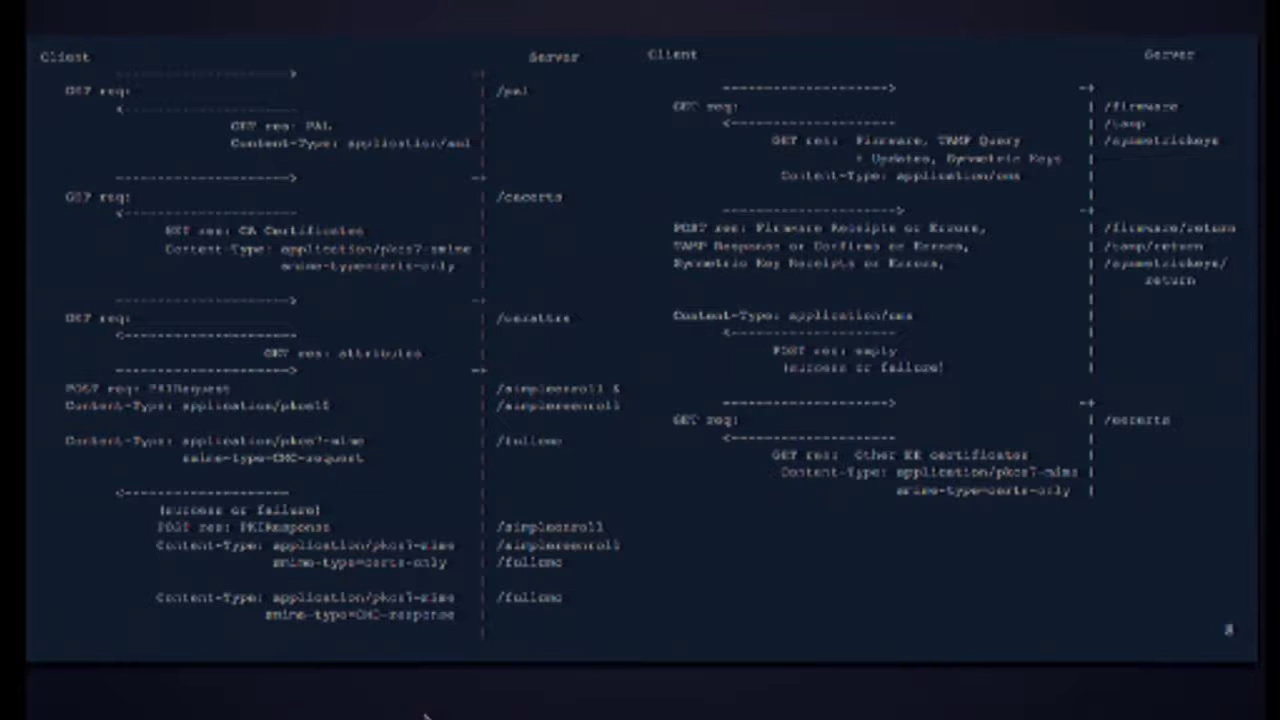 Client Server
GET req: /pal
GET res: PAL
Content-Type: application/xml
GET req: /cacerts
GET res: CA Certificates
Content-Type: application/pkcs7-mime
smime-type=certs-only
GET req: /csrattrs
GET res: attributes
POST req: PKIRequest /simpleenroll &
Content-Type: application/pkcs10 /simplereenroll
Content-Type: application/pkcs7-mime /fullcmc
smime-type=CMC-request
(success or failure)
POST res: PKIResponse /simpleenroll
Content-Type: application/pkcs7-mime /simplereenroll
smime-type=certs-only /fullcmc
Content-Type: application/pkcs7-mime /fullcmc
smime-type=CMC-response
Client Server
GET req: /firmware
/tamp
GET res: Firmware, TAMP Query /symmetrickeys
+ Updates, Symmetric Keys
Content-Type: application/cms
POST res: Firmware Receipts or Errors, /firmware/return
TAMP Response or Confirms or Errors, /tamp/return
Symmetric Key Receipts or Errors, /symmetrickeys/
return
Content-Type: application/cms
POST res: empty
(success or failure)
GET req: /eecerts
GET res: Other EE certificates
Content-Type: application/pkcs7-mime
smime-type=certs-only
8